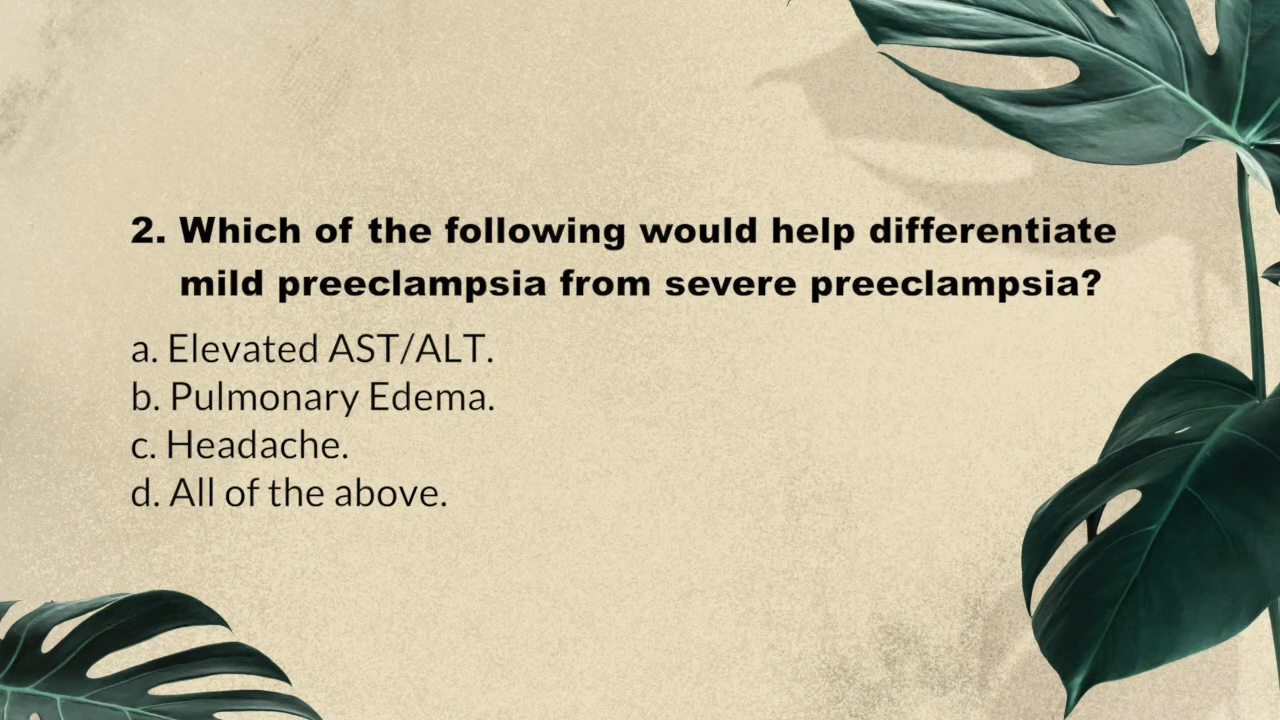 2. Which of the following would help differentiate
mild preeclampsia from severe preeclampsia?
a. Elevated AST/ALT.
b. Pulmonary Edema.
c. Headache.
d. All of the above.